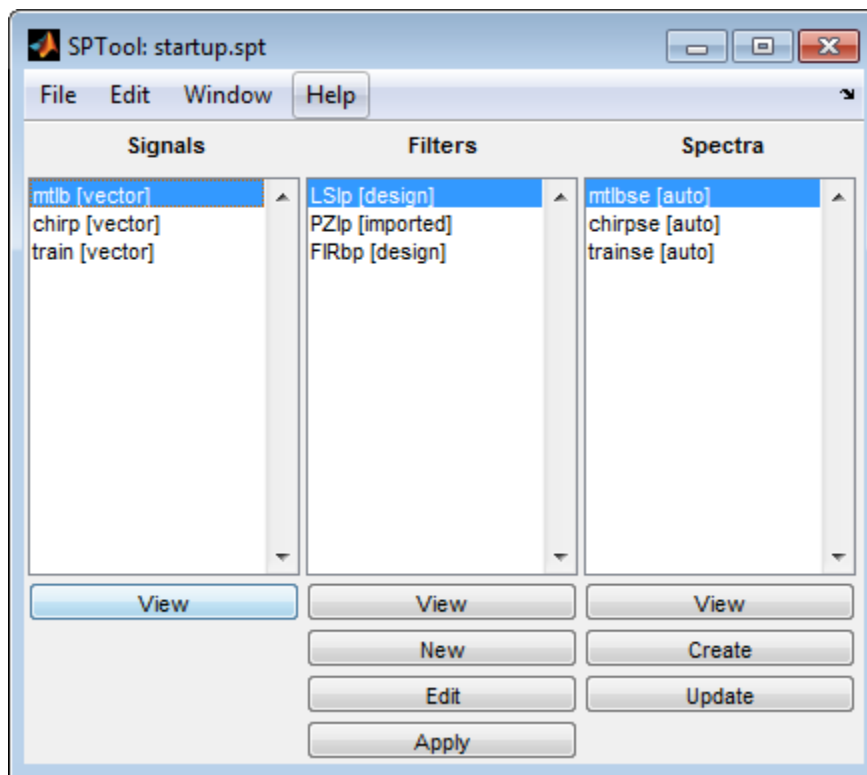 SPTool: startup.spt
File Edit Window Help
Signals Filters Spectra
mtlb [vector] LSlp [design] mtlbse [auto]
chirp [vector] PZlp [imported] chirpse [auto]
train [vector] FIRbp [design] trainse [auto]
View View View
New Create
Edit Update
Apply